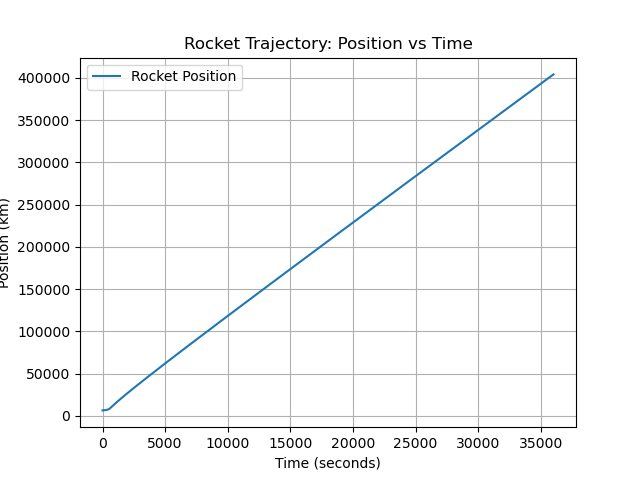 Rocket Trajectory: Position vs Time
Rocket Position
400000
350000
300000
250000
200000
150000
100000
50000
0
Position (km)
0 5000 10000 15000 20000 25000 30000 35000
Time (seconds)